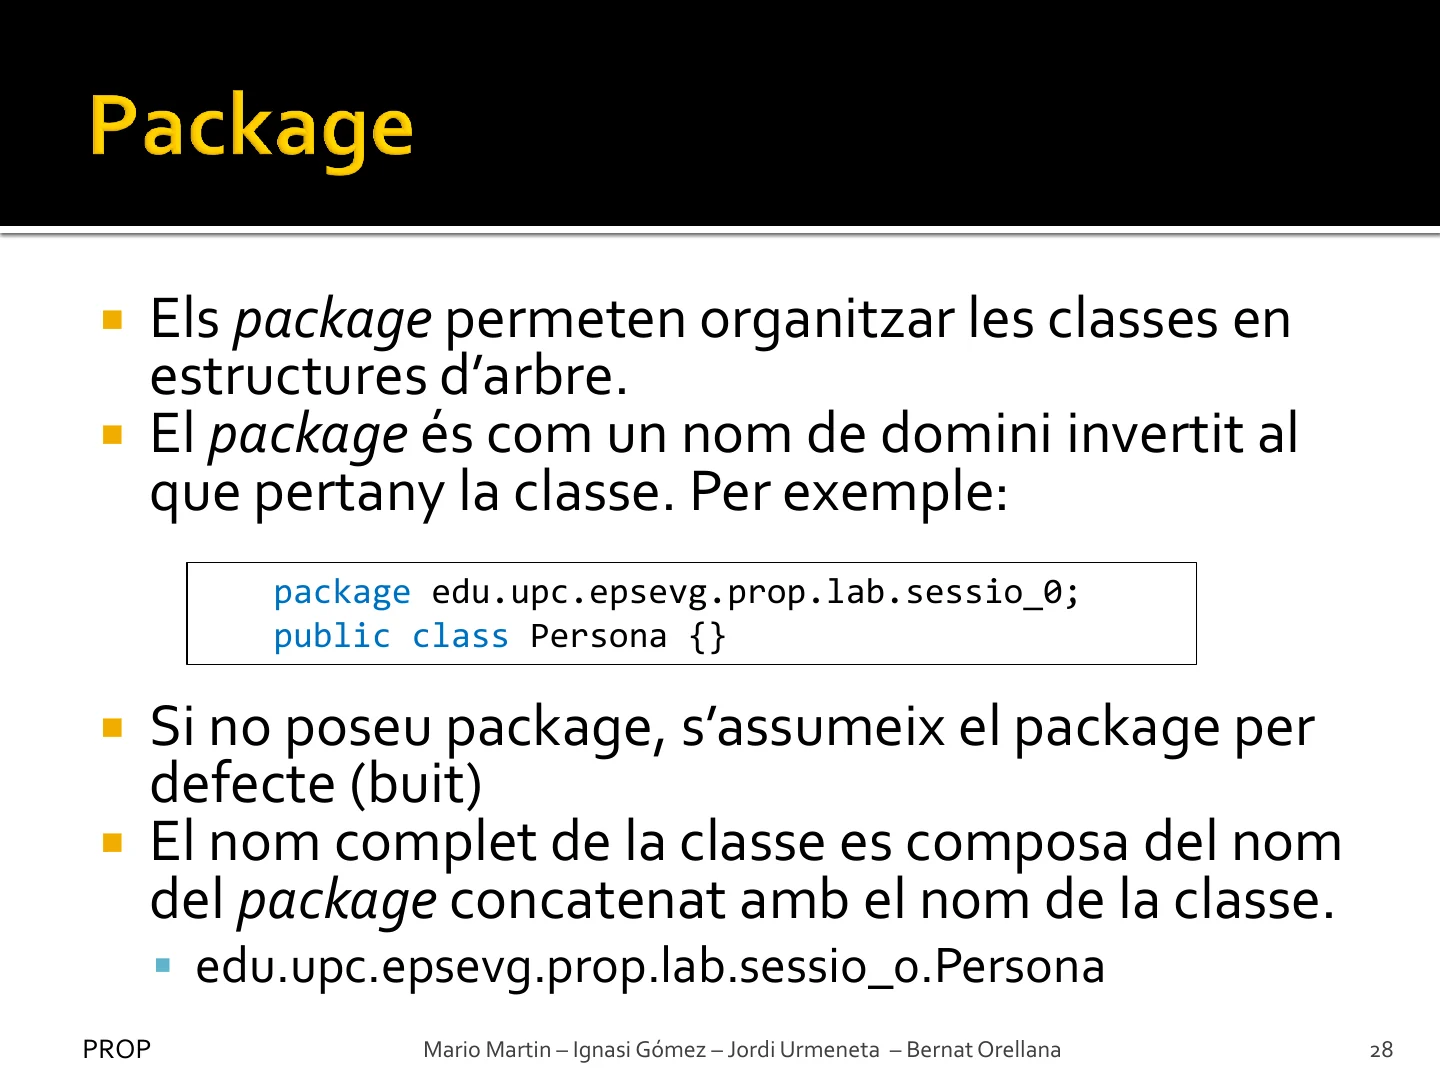 Package
Els package permeten organitzar les classes en
estructures d’arbre.
El package és com un nom de domini invertit al
que pertany la classe. Per exemple:
package edu.upc.epsevg.prop.lab.sessio_0;
public class Persona {}
Si no poseu package, s’assumeix el package per
defecte (buit)
El nom complet de la classe es composa del nom
del package concatenat amb el nom de la classe.
edu.upc.epsevg.prop.lab.sessio_0.Persona
PROP
Mario Martin – Ignasi Gómez – Jordi Urmeneta – Bernat Orellana
28